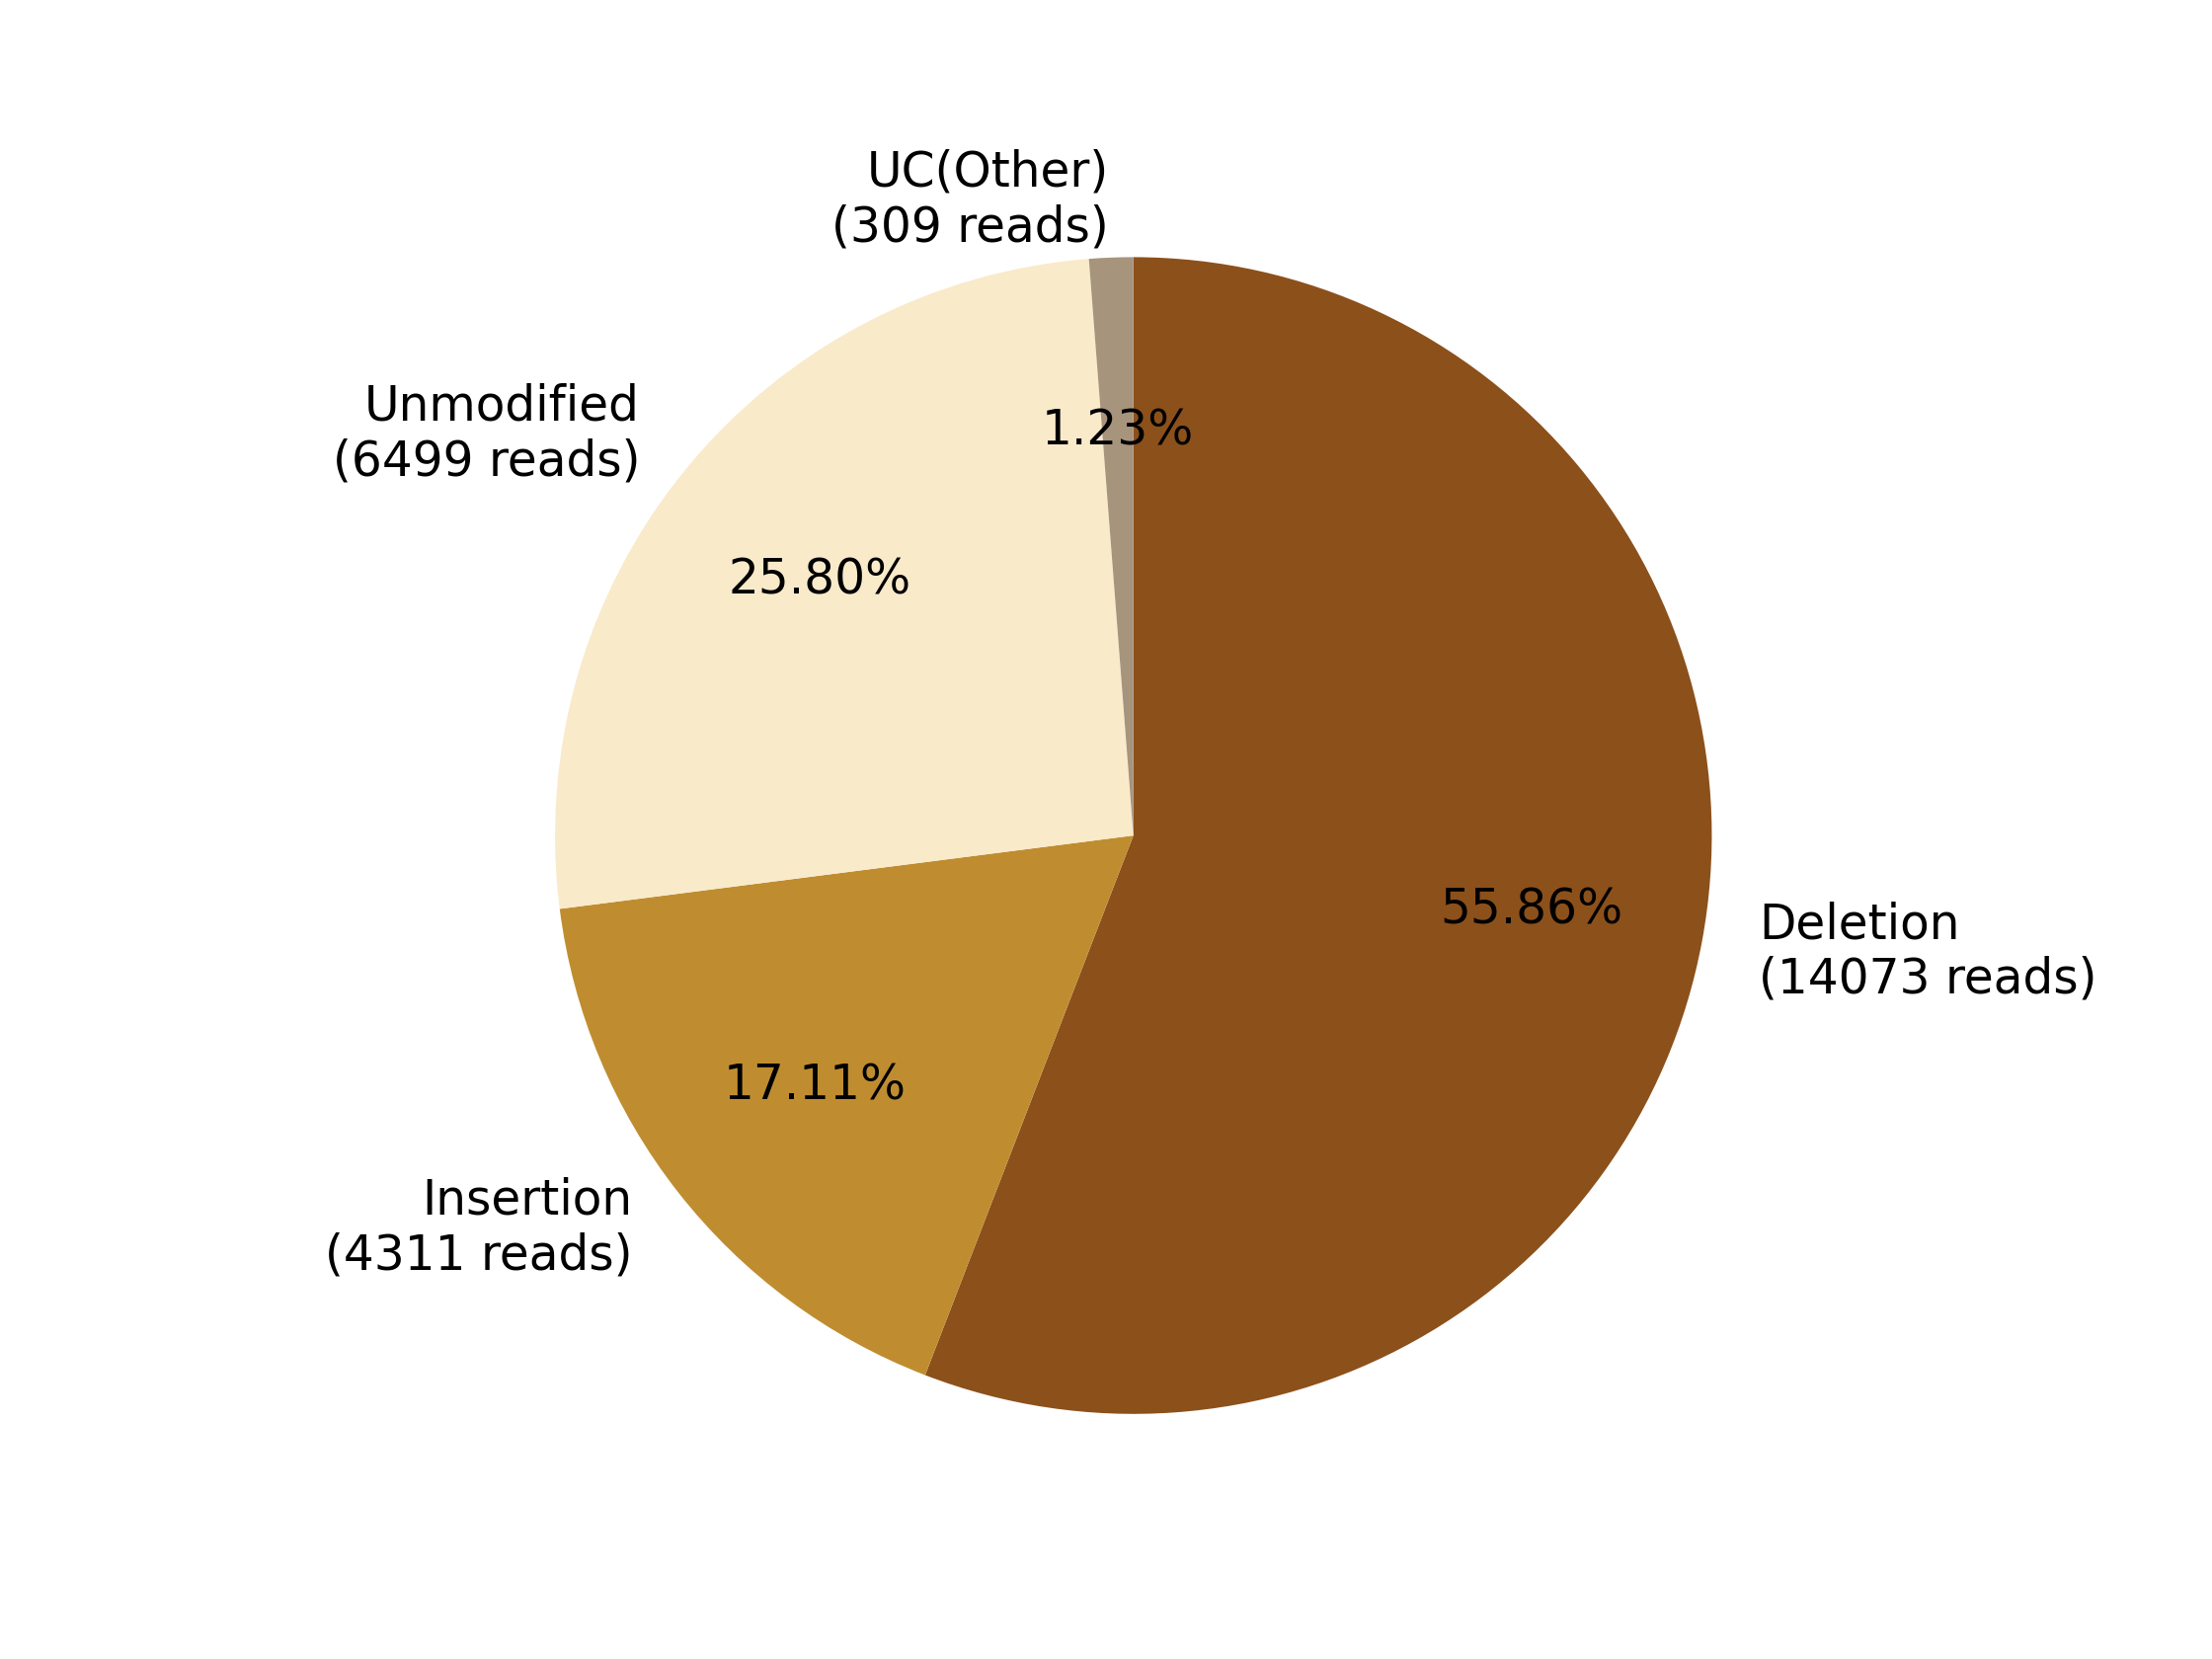 UC(Other)
(309 reads)
Unmodified
(6499 reads)
1.23%
25.80%
55.86%
Deletion
(14073 reads)
17.11%
Insertion
(4311 reads)